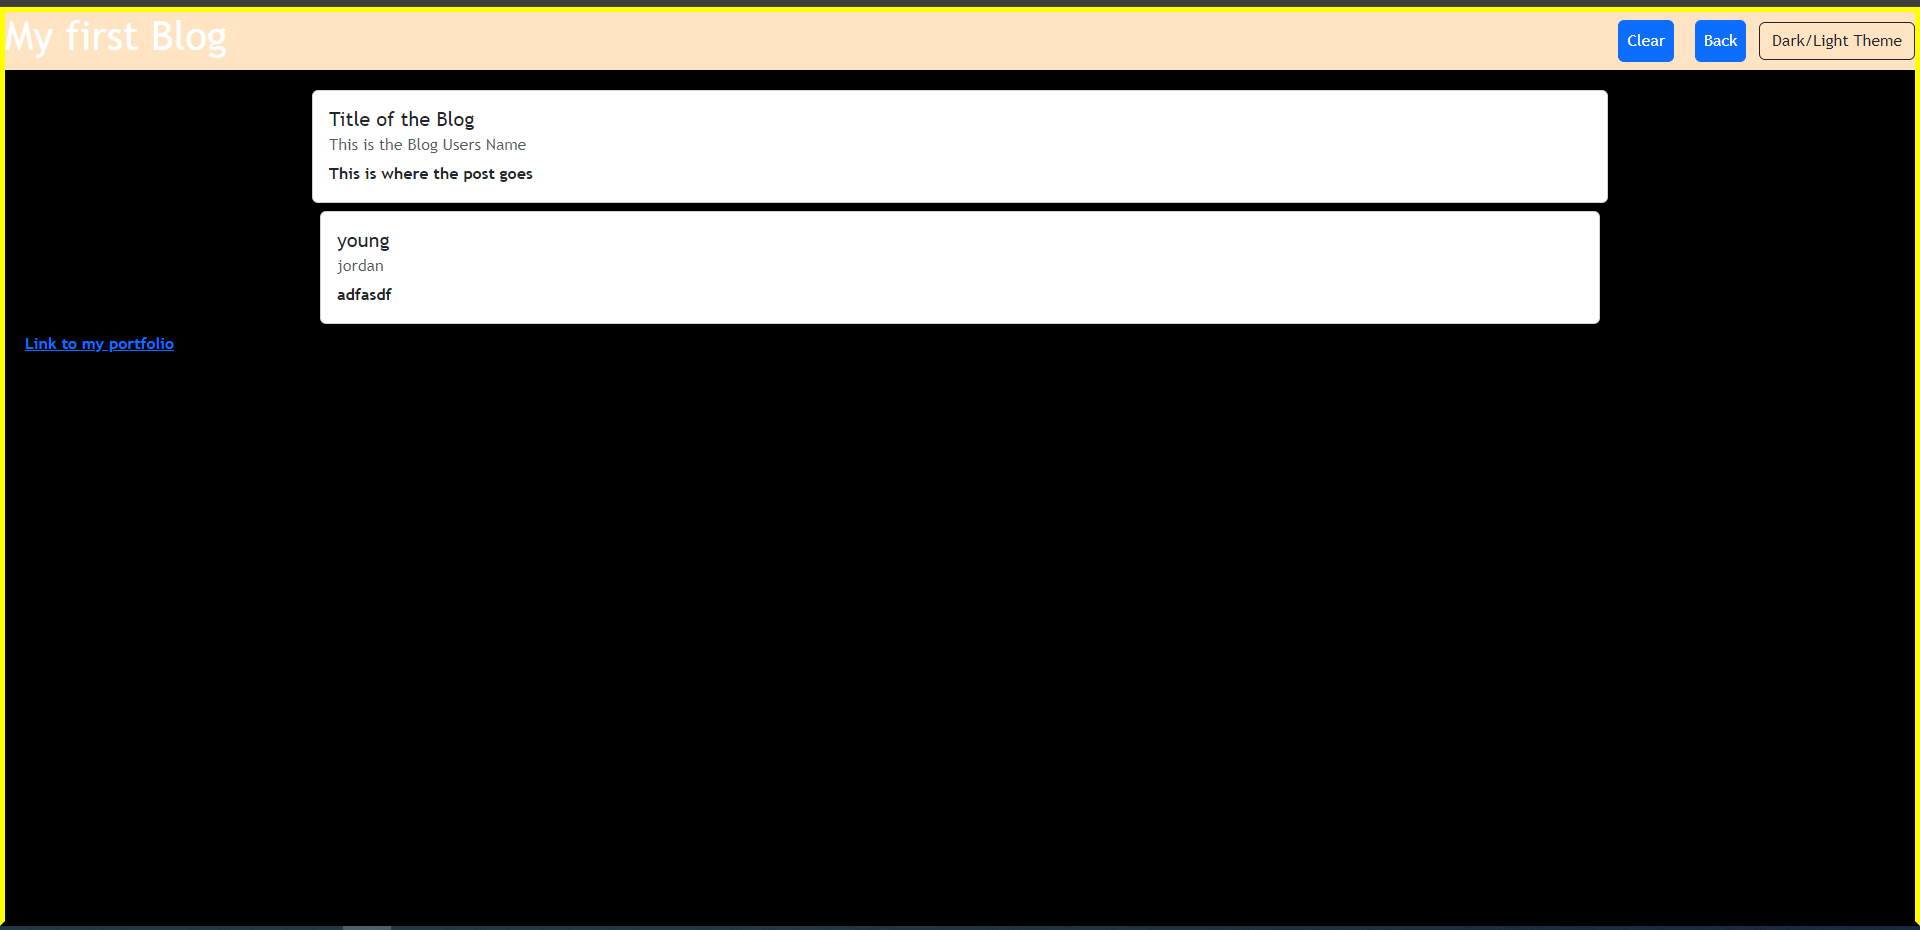 My first Blog
Clear
Back
Dark/Light Theme
Title of the Blog
This is the Blog Users Name
This is where the post goes
young
jordan
adfasdf
Link to my portfolio